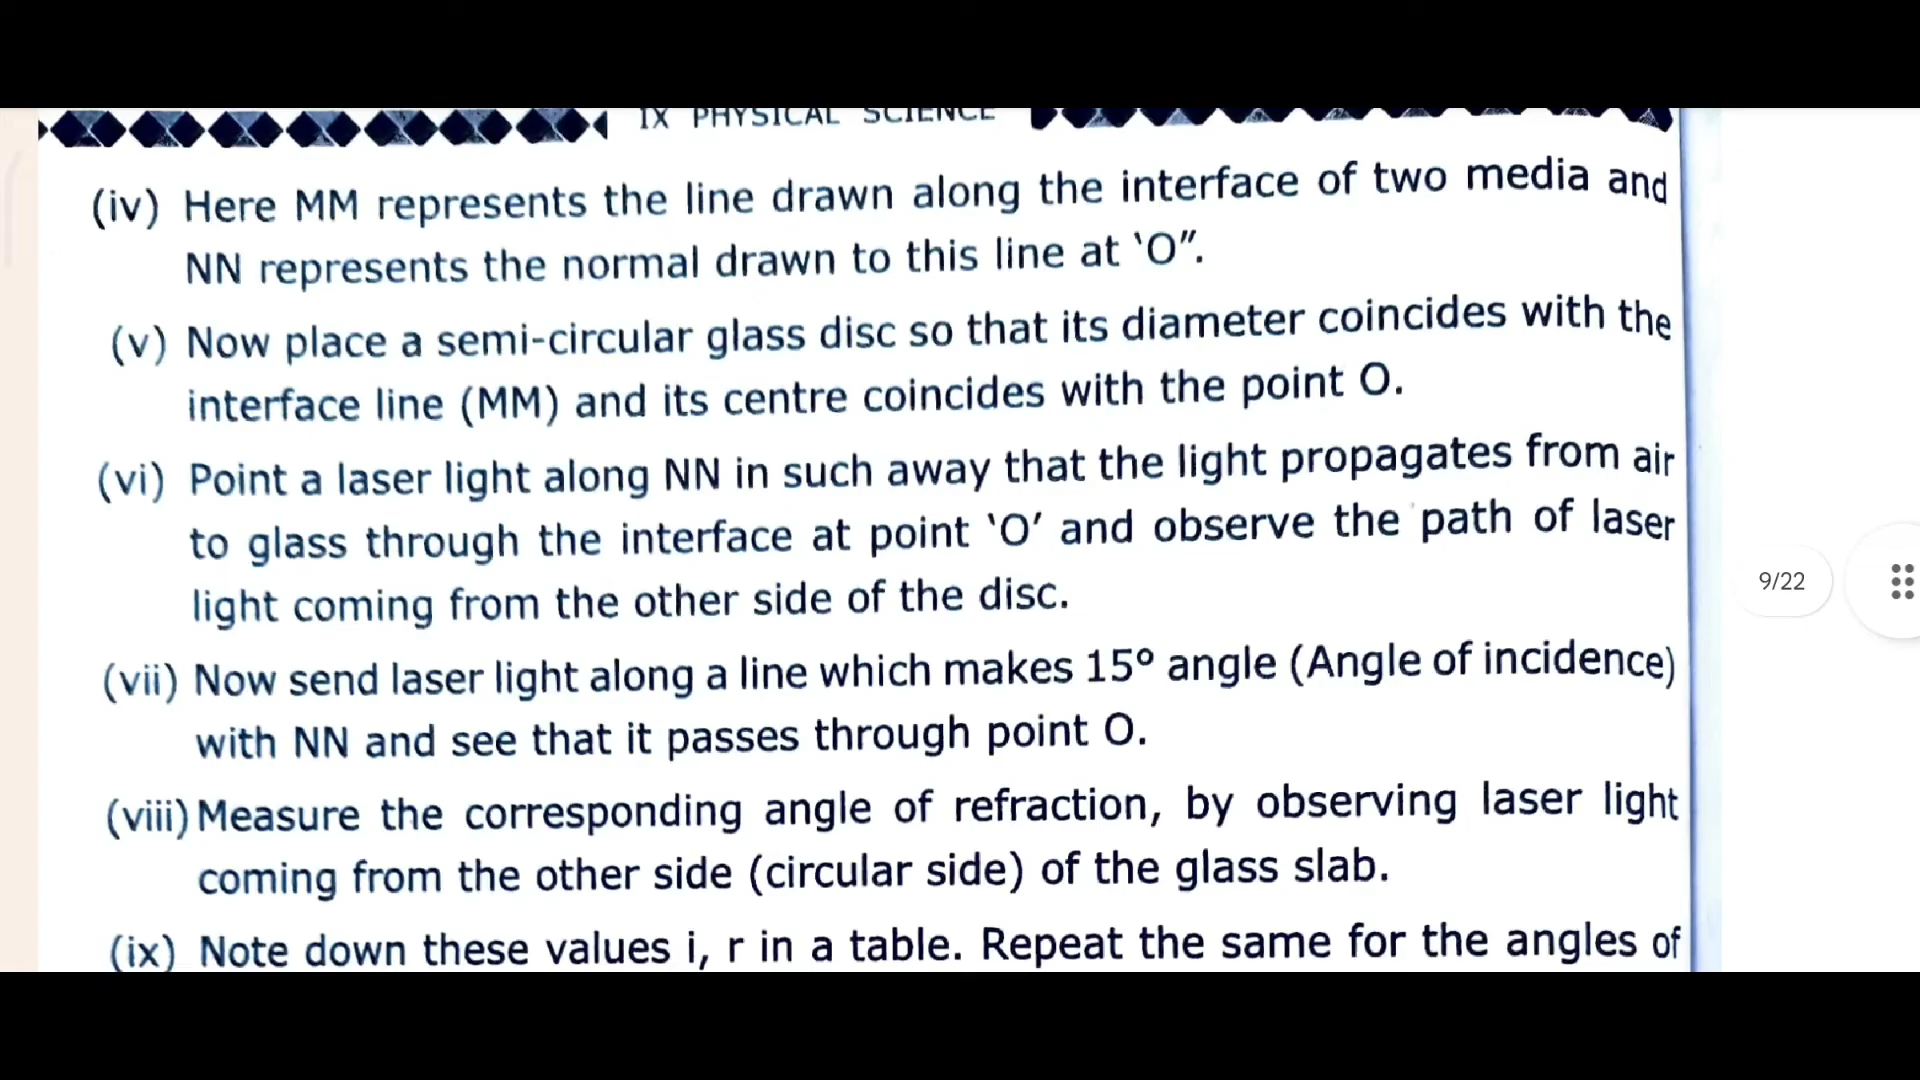 IX PHYSICAL SCIENCE
(iv) Here MM represents the line drawn along the interface of two media and
NN represents the normal drawn to this line at ‘O”.
(v) Now place a semi-circular glass disc so that its diameter coincides with the
interface line (MM) and its centre coincides with the point O.
(vi) Point a laser light along NN in such away that the light propagates from air
to glass through the interface at point ‘O’ and observe the path of laser
light coming from the other side of the disc.
(vii) Now send laser light along a line which makes 15° angle (Angle of incidence)
with NN and see that it passes through point O.
(viii) Measure the corresponding angle of refraction, by observing laser light
coming from the other side (circular side) of the glass slab.
(ix) Note down these values i, r in a table. Repeat the same for the angles of
9/22